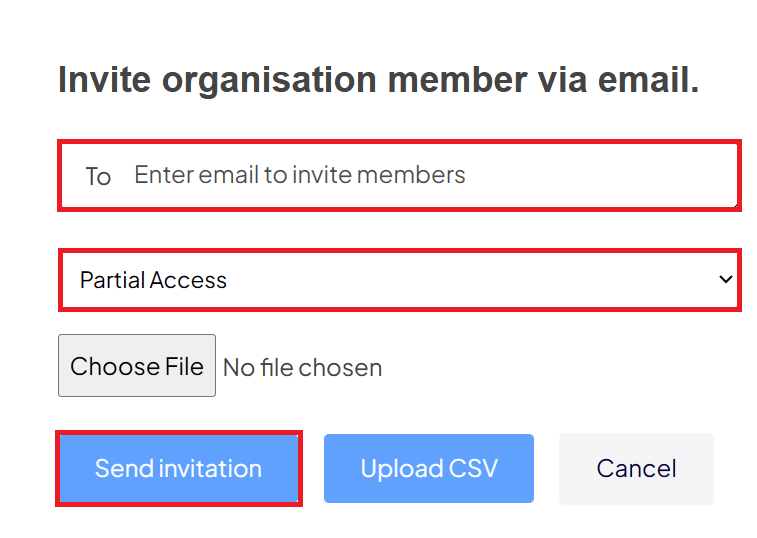 Invite organisation member via email.
To Enter email to invite members
Partial Access
Choose File No file chosen
Send invitation Upload CSV Cancel